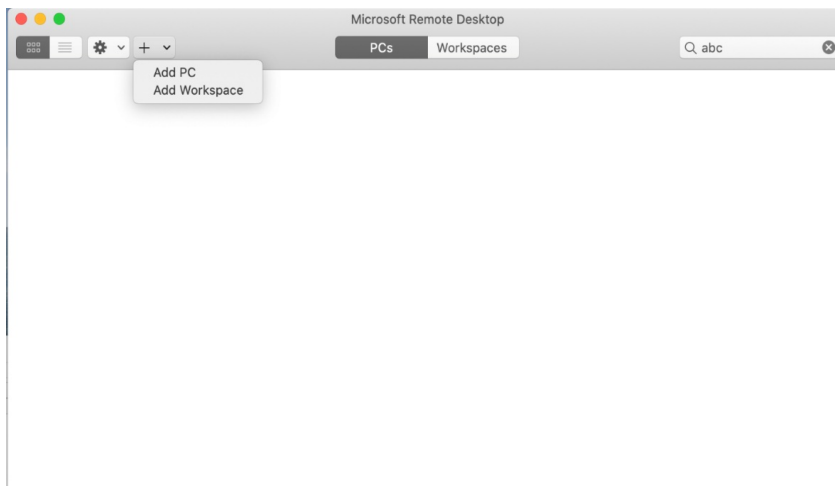 Microsoft Remote Desktop
PCs Workspaces abc
Add PC
Add Workspace